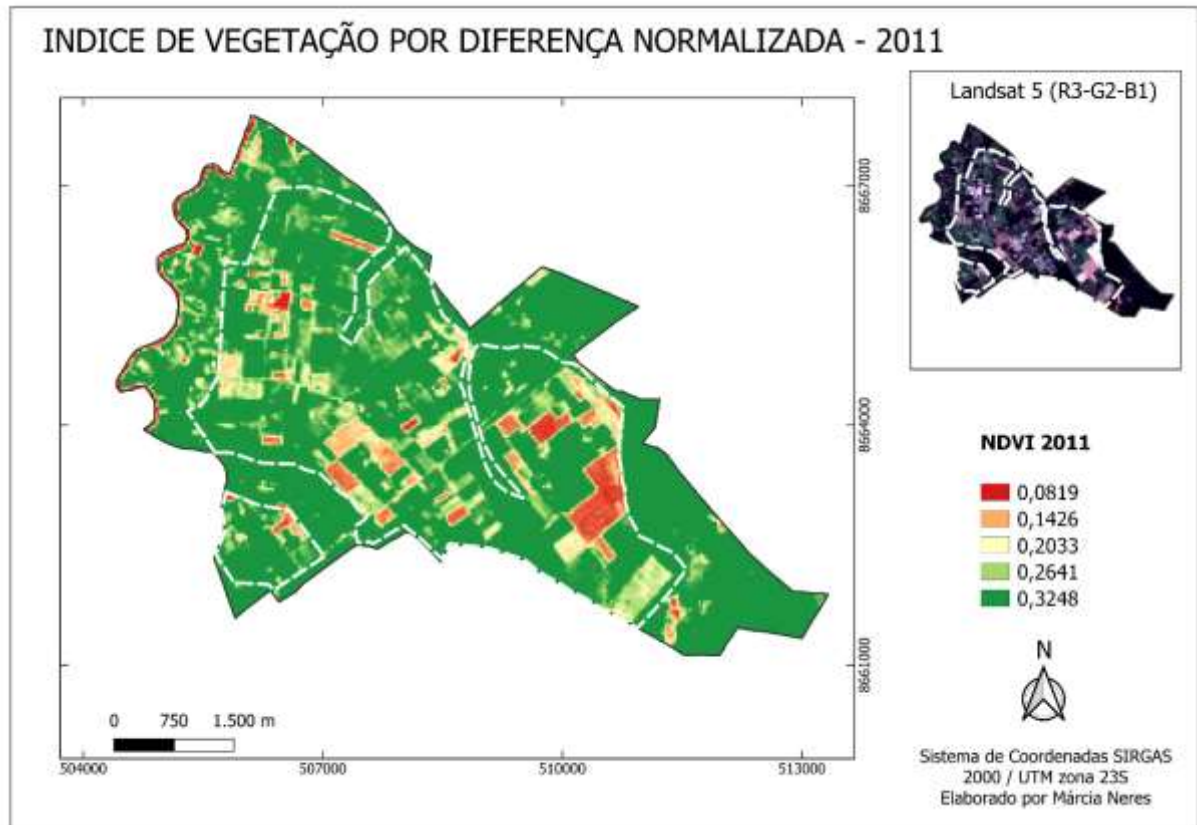 INDICE DE VEGETAÇÃO POR DIFERENÇA NORMALIZADA - 2011
Landsat 5 (R3-G2-B1)
8667000
8664000
8661000
NDVI 2011
0,0819
0,1426
0,2033
0,2641
0,3248
N
0 750 1.500 m
504000 507000 510000 513000
Sistema de Coordenadas SIRGAS
2000 / UTM zona 23S
Elaborado por Márcia Neres